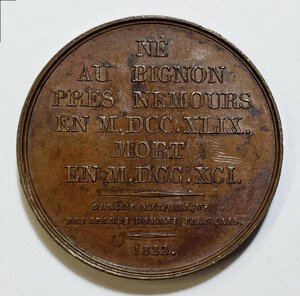 NÉ
AU BIGNON
PRÈS NEMOURS
EN M.DCC.XLIX.
MORT
EN M.DCC.XCI.
GALERIE METALLIQUE
DES GRANDS HOMMES FRANÇAIS.
1822.